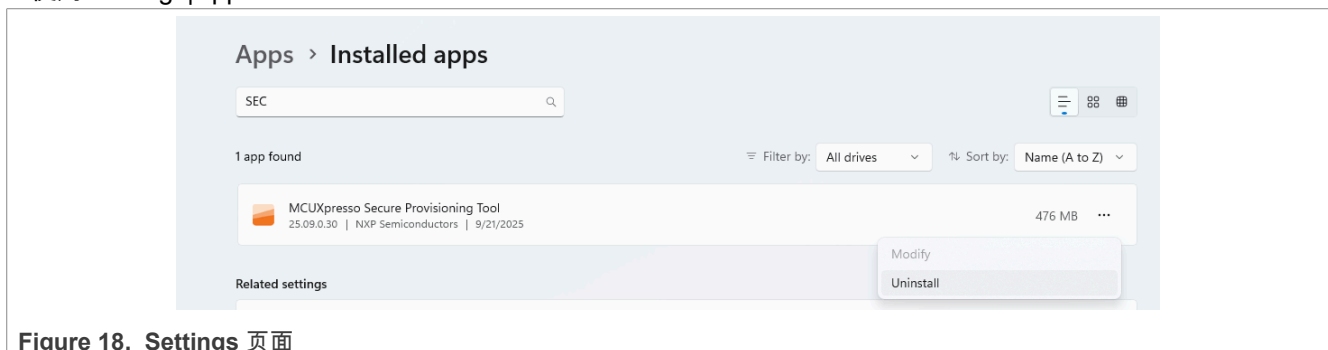 Apps > Installed apps
SEC
1 app found
Filter by: All drives
Sort by: Name (A to Z)
MCUXpresso Secure Provisioning Tool
25.09.0.30 | NXP Semiconductors | 9/21/2025
476 MB
Modify
Uninstall
Related settings
Figure 18. Settings 页面